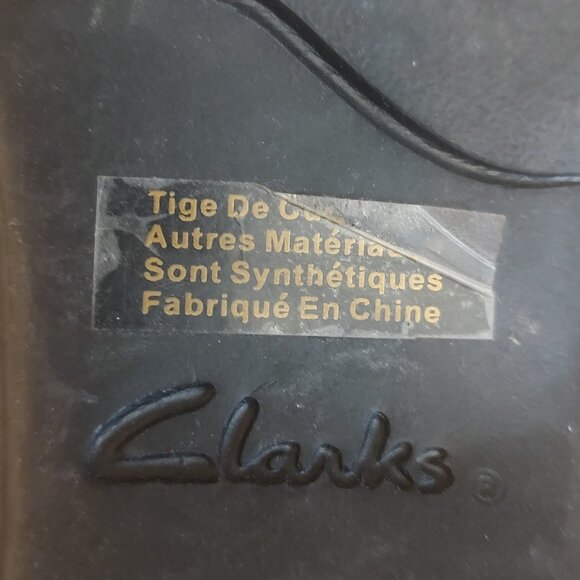 Tige De
Autres
Sont Synthétiques
Fabriqué En Chine
Clarks
®